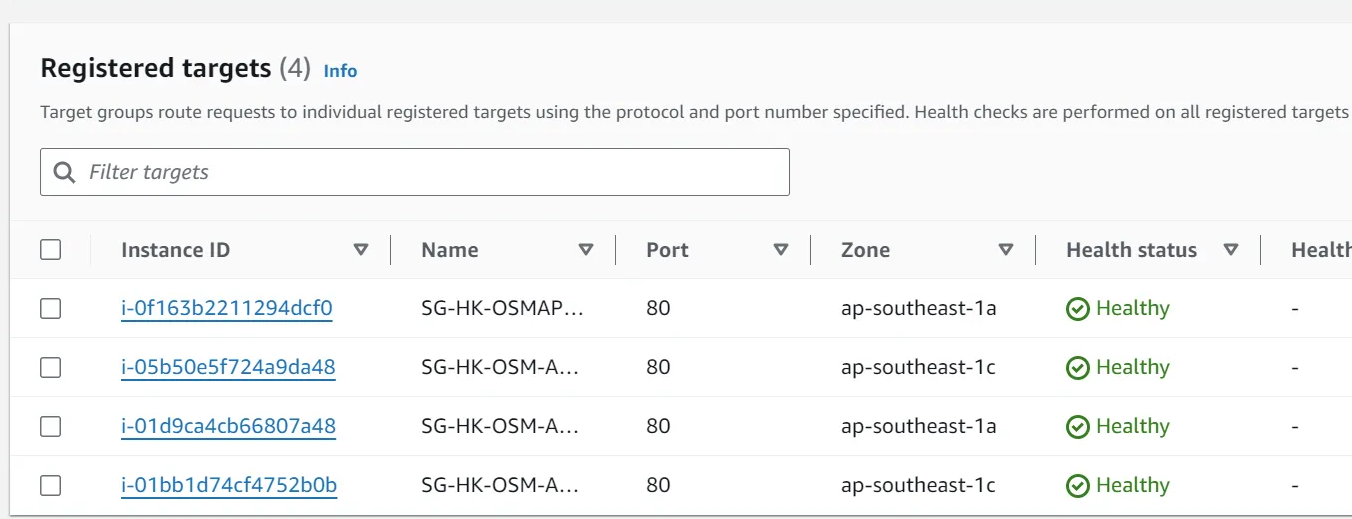 Registered targets (4) Info
Target groups route requests to individual registered targets using the protocol and port number specified. Health checks are performed on all registered targets
Filter targets
Instance ID Name Port Zone Health status Health
i-0f163b2211294dcf0 SG-HK-OSMAP... 80 ap-southeast-1a Healthy -
i-05b50e5f724a9da48 SG-HK-OSM-A... 80 ap-southeast-1c Healthy -
i-01d9ca4cb66807a48 SG-HK-OSM-A... 80 ap-southeast-1a Healthy -
i-01bb1d74cf4752b0b SG-HK-OSM-A... 80 ap-southeast-1c Healthy -